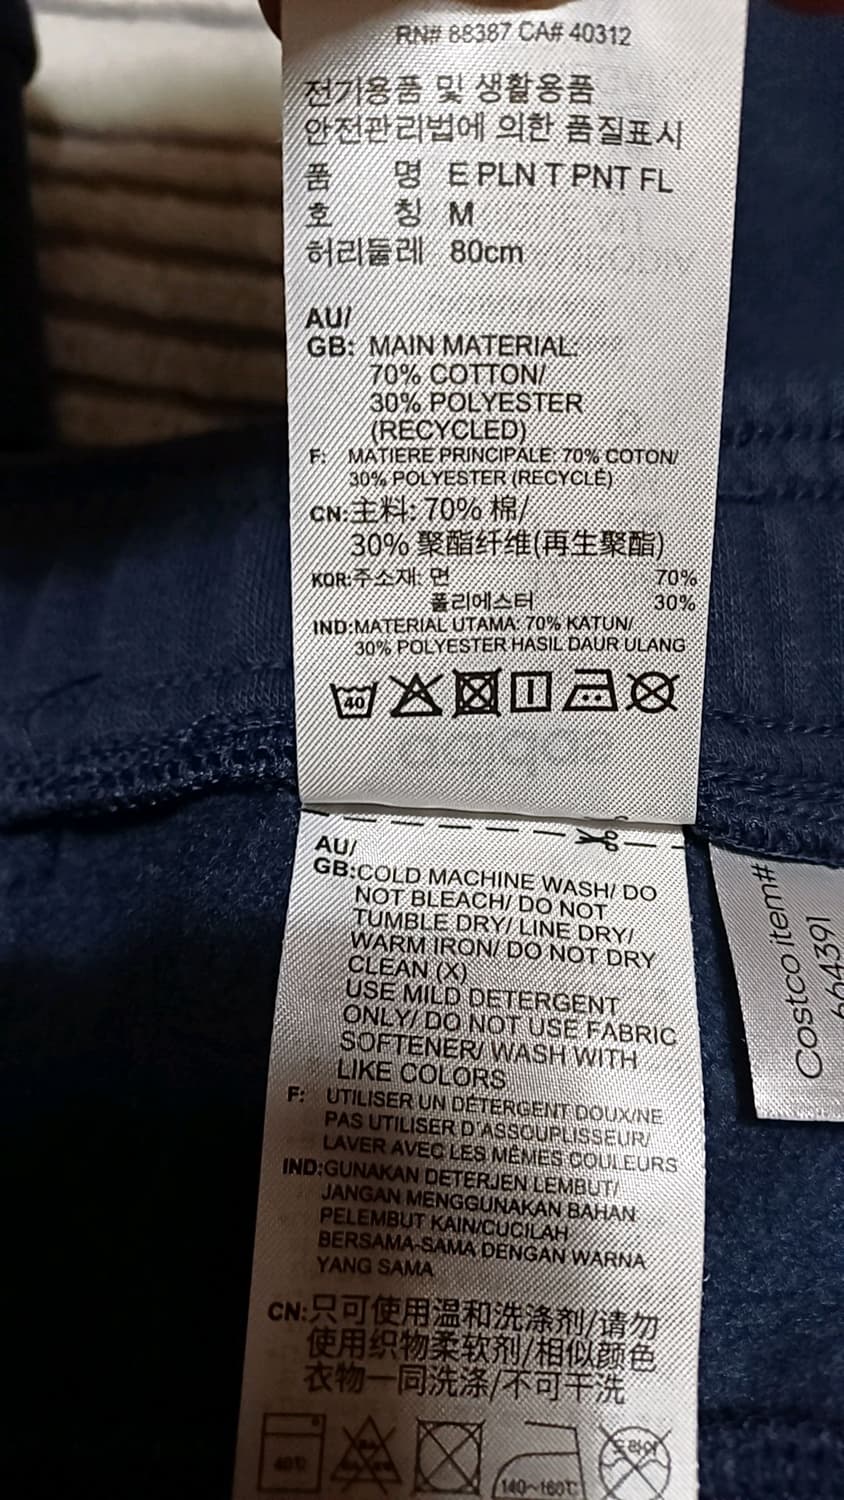 RN# 88387 CA# 40312
전기용품 및 생활용품
안전관리법에 의한 품질표시
품 명 E PLN T PNT FL
호 칭 M
허리둘레 80cm
AU/
GB: MAIN MATERIAL:
70% COTTON/
30% POLYESTER
(RECYCLED)
F: MATIERE PRINCIPALE: 70% COTON/
30% POLYESTER (RECYCLÉ)
CN:主料: 70% 棉/
30% 聚酯纤维(再生聚酯)
KOR:주소재: 면 70%
폴리에스터 30%
IND:MATERIAL UTAMA: 70% KATUN/
30% POLYESTER HASIL DAUR ULANG
40
AU/
GB:COLD MACHINE WASH/ DO
NOT BLEACH/ DO NOT
TUMBLE DRY/ LINE DRY/
WARM IRON/ DO NOT DRY
CLEAN (X)
USE MILD DETERGENT
ONLY/ DO NOT USE FABRIC
SOFTENER/ WASH WITH
LIKE COLORS
F: UTILISER UN DÉTERGENT DOUX/NE
PAS UTILISER D'ASSOUPLISSEUR/
LAVER AVEC LES MÊMES COULEURS
IND:GUNAKAN DETERJEN LEMBUT/
JANGAN MENGGUNAKAN BAHAN
PELEMBUT KAIN/CUCILAH
BERSAMA-SAMA DENGAN WARNA
YANG SAMA
CN:只可使用温和洗涤剂/请勿
使用织物柔软剂/相似颜色
衣物一同洗涤/不可干洗
40℃
140~160℃
드라이
Costco item#